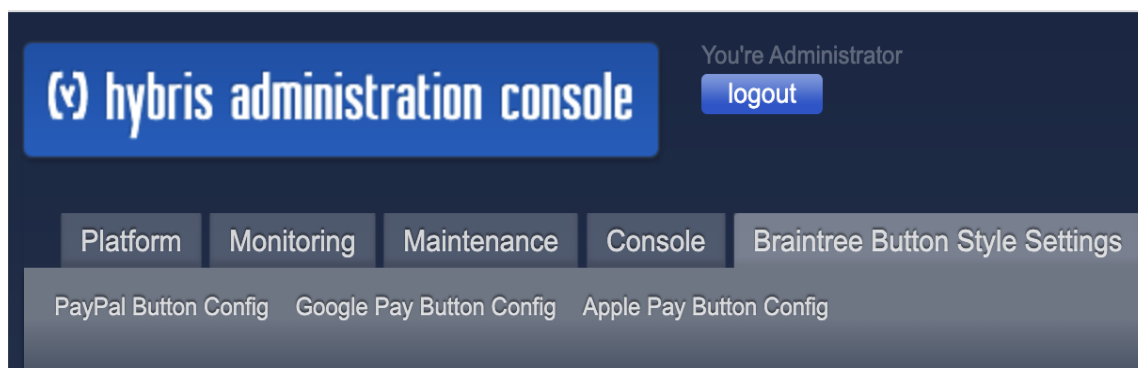 You're Administrator
(y) hybris administration console
logout
Platform Monitoring Maintenance Console Braintree Button Style Settings
PayPal Button Config Google Pay Button Config Apple Pay Button Config